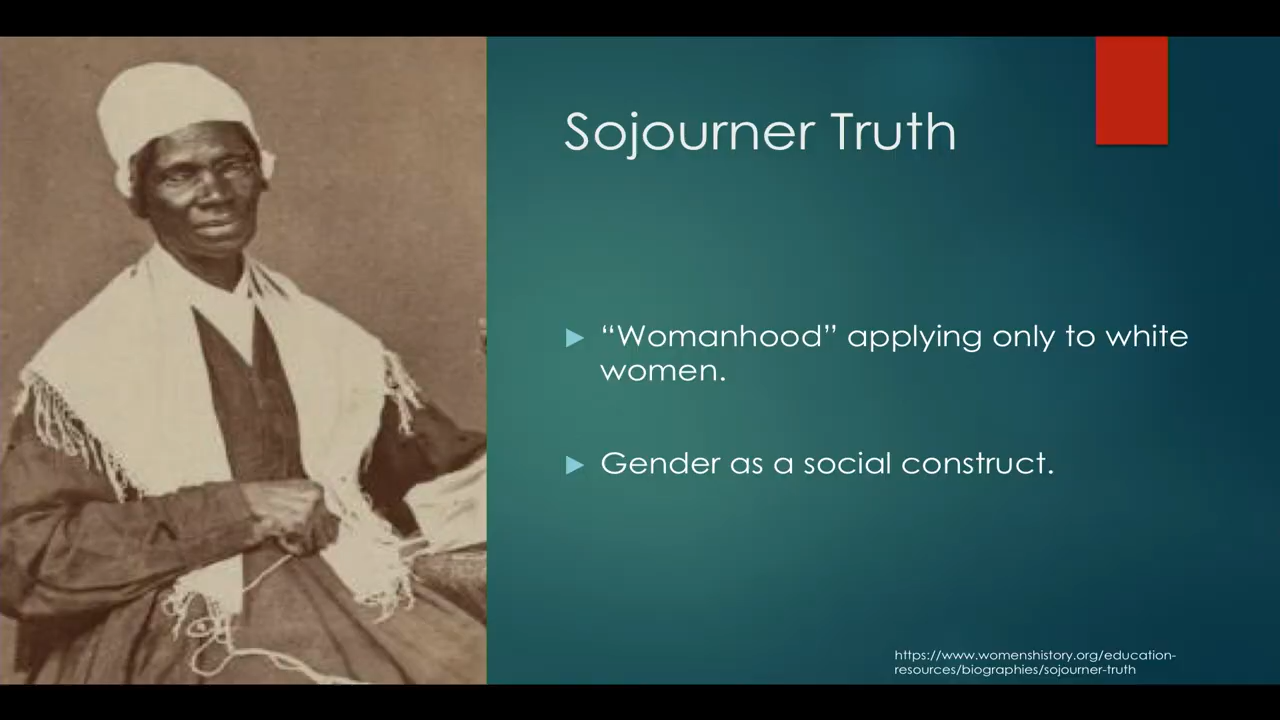 Sojourner Truth
“Womanhood” applying only to white
women.
Gender as a social construct.
https://www.womenshistory.org/education-
resources/biographies/sojourner-truth